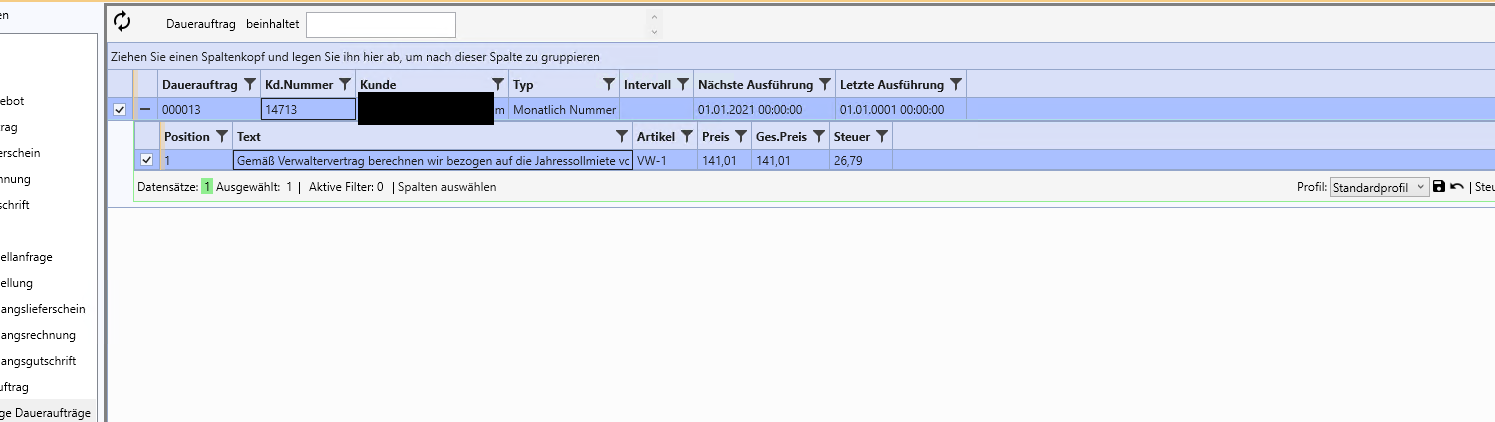 en
Dauerauftrag beinhaltet
Ziehen Sie einen Spaltenkopf und legen Sie ihn hier ab, um nach dieser Spalte zu gruppieren
Dauerauftrag Kd.Nummer Kunde Typ Intervall Nächste Ausführung Letzte Ausführung
000013 14713 m Monatlich Nummer 01.01.2021 00:00:00 01.01.0001 00:00:00
Position Text Artikel Preis Ges.Preis Steuer
1 Gemäß Verwaltervertrag berechnen wir bezogen auf die Jahressollmiete vo VW-1 141,01 141,01 26,79
Datensätze: 1 Ausgewählt: 1 | Aktive Filter: 0 | Spalten auswählen
Profil: Standardprofil | Steu
ebot
rag
erschein
hnung
schrift
ellanfrage
ellung
angslieferschein
angsrechnung
angsgutschrift
uftrag
ge Daueraufträge